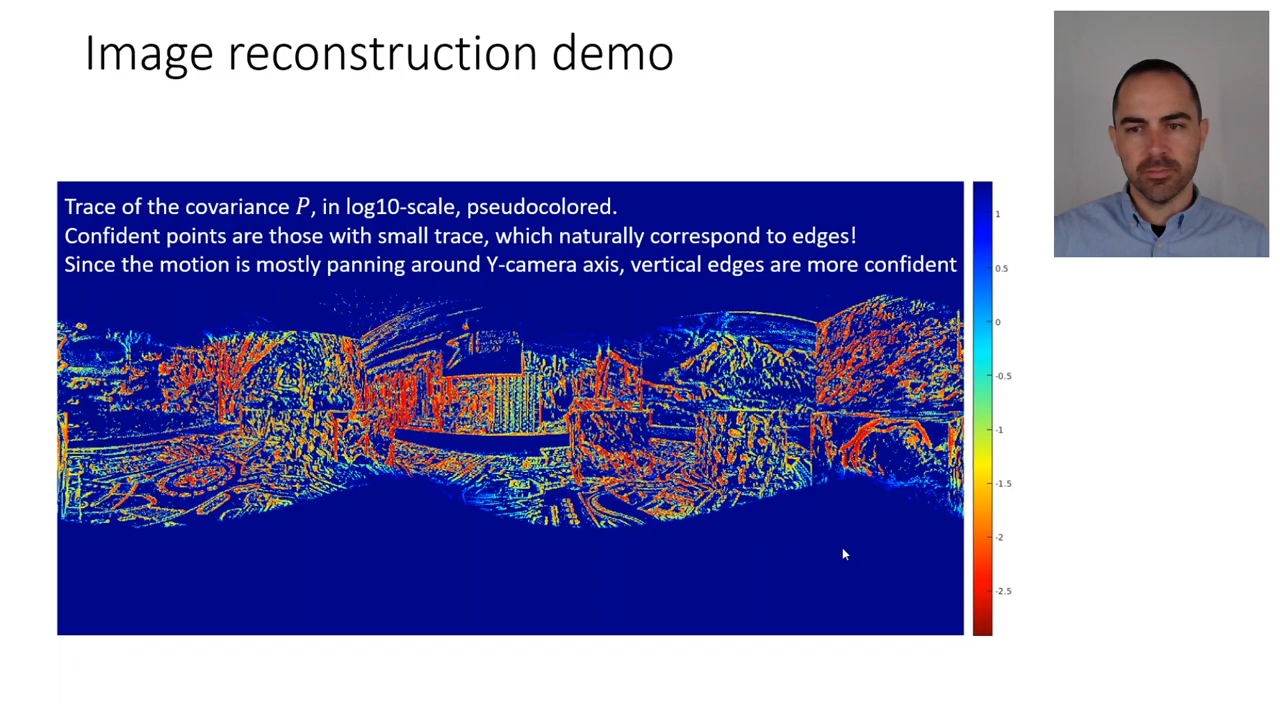 Image reconstruction demo
Trace of the covariance P, in log10-scale, pseudocolored.
Confident points are those with small trace, which naturally correspond to edges!
Since the motion is mostly panning around Y-camera axis, vertical edges are more confident
1
0.5
0
-0.5
-1
-1.5
-2
-2.5